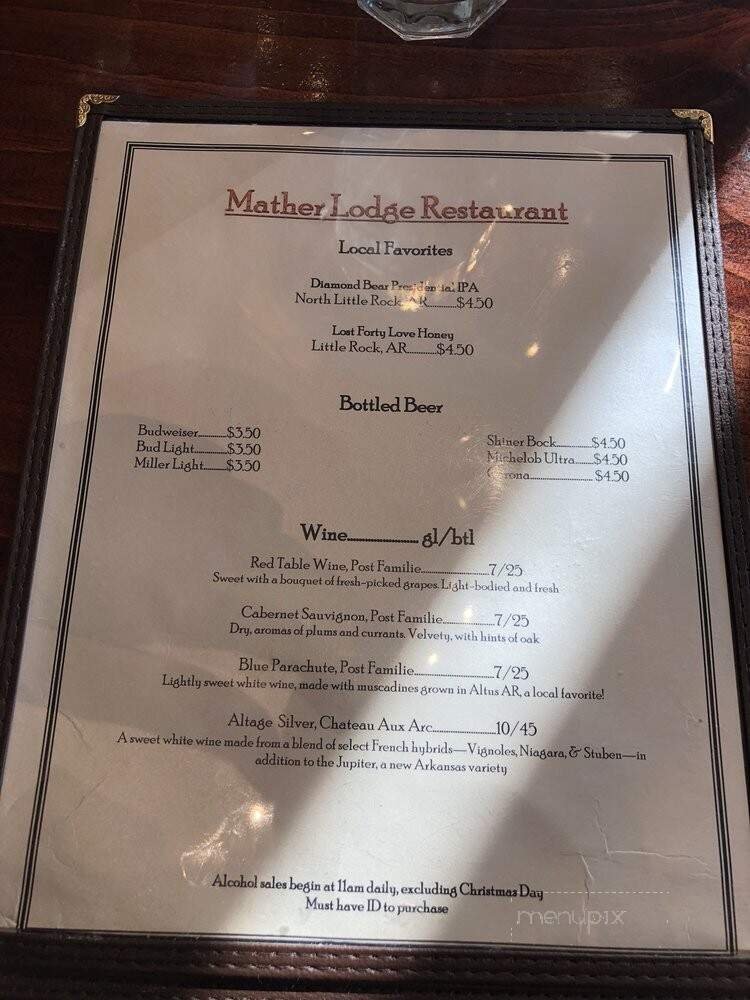 Mather Lodge Restaurant
Local Favorites
Diamond Bear Presidential IPA
North Little Rock, AR............$4.50
Lost Forty Love Honey
Little Rock, AR............$4.50
Bottled Beer
Budweiser............$3.50
Bud Light............$3.50
Miller Light.........$3.50
Shiner Bock..............$4.50
Michelob Ultra.......$4.50
Corona.........................$4.50
Wine........................ gl/btl
Red Table Wine, Post Familie...........................7/25
Sweet with a bouquet of fresh-picked grapes. Light-bodied and fresh
Cabernet Sauvignon, Post Familie.....................7/25
Dry, aromas of plums and currants. Velvety, with hints of oak
Blue Parachute, Post Familie................................7/25
Lightly sweet white wine, made with muscadines grown in Altus AR, a local favorite!
Altage Silver, Chateau Aux Arc.........................10/45
A sweet white wine made from a blend of select French hybrids—Vignoles, Niagara, & Stuben—in
addition to the Jupiter, a new Arkansas variety
Alcohol sales begin at 11am daily, excluding Christmas Day
Must have ID to purchase
menupix